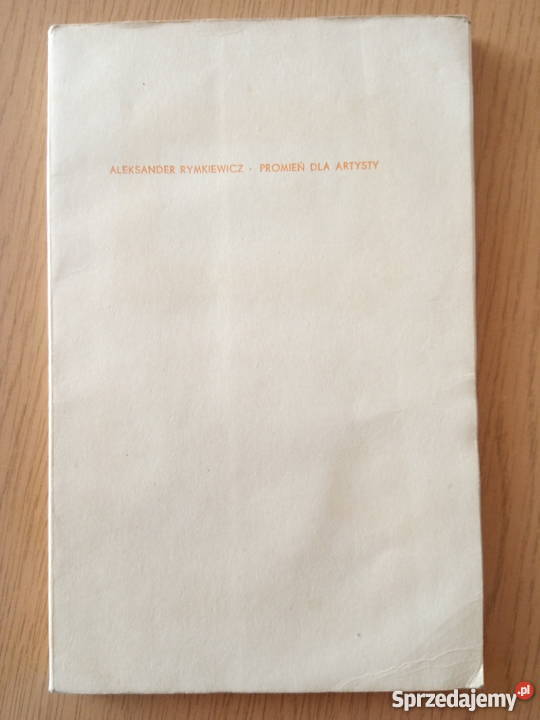 ALEKSANDER RYMKIEWICZ · PROMIEŃ DLA ARTYSTY
Sprzedajemy.pl